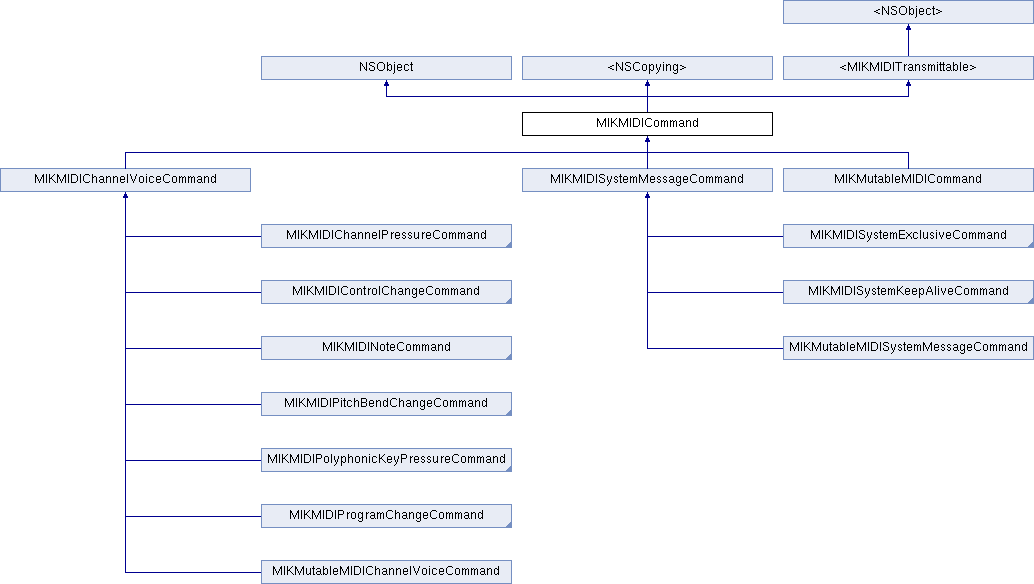 <NSObject>
NSObject
<NSCopying>
<MIKMIDITransmittable>
MIKMIDICommand
MIKMIDIChannelVoiceCommand
MIKMIDISystemMessageCommand
MIKMutableMIDICommand
MIKMIDIChannelPressureCommand
MIKMIDISystemExclusiveCommand
MIKMIDIControlChangeCommand
MIKMIDISystemKeepAliveCommand
MIKMIDINoteCommand
MIKMutableMIDISystemMessageCommand
MIKMIDIPitchBendChangeCommand
MIKMIDIPolyphonicKeyPressureCommand
MIKMIDIProgramChangeCommand
MIKMutableMIDIChannelVoiceCommand